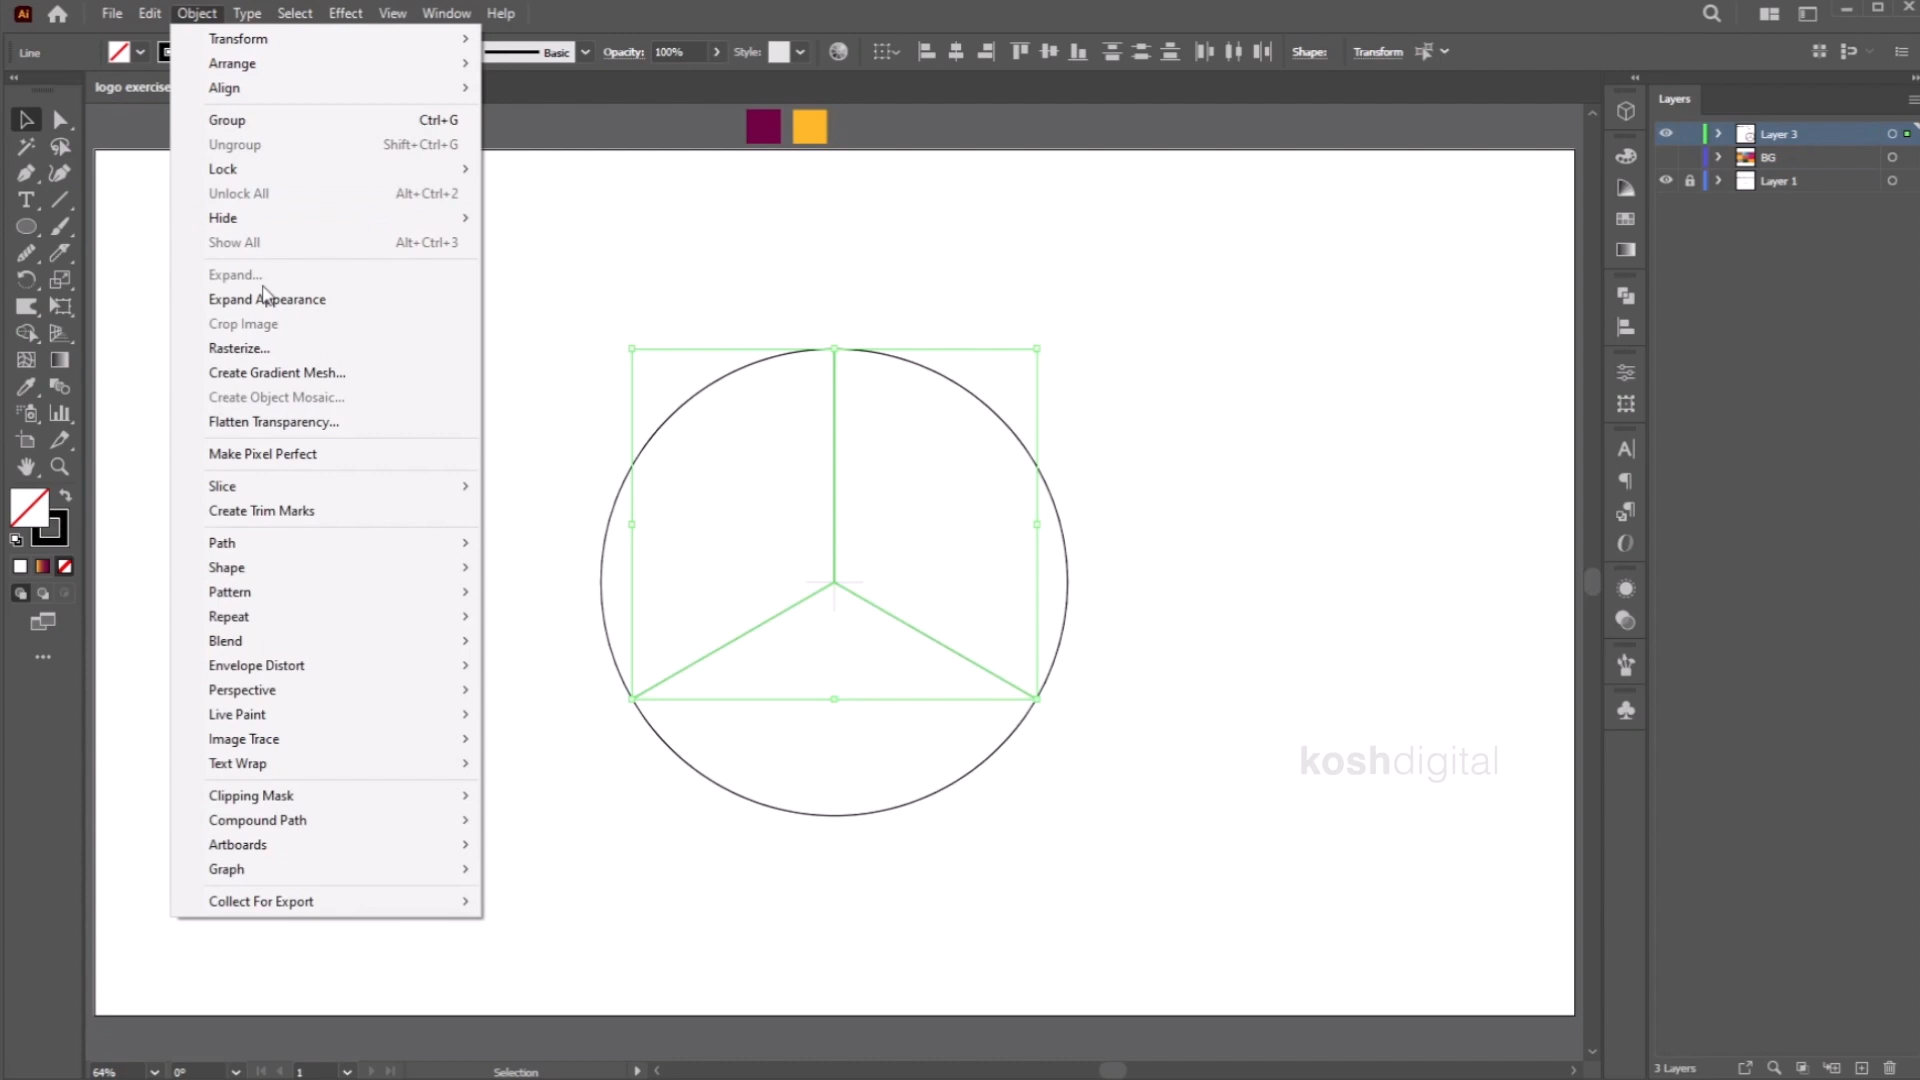 Ai File Edit Object Type Select Effect View Window Help
Line Basic Opacity: 100% Style: Shape: Transform
logo exercise
Transform
Arrange
Align
Group Ctrl+G
Ungroup Shift+Ctrl+G
Lock
Unlock All Alt+Ctrl+2
Hide
Show All Alt+Ctrl+3
Expand...
Expand Appearance
Crop Image
Rasterize...
Create Gradient Mesh...
Create Object Mosaic...
Flatten Transparency...
Make Pixel Perfect
Slice
Create Trim Marks
Path
Shape
Pattern
Repeat
Blend
Envelope Distort
Perspective
Live Paint
Image Trace
Text Wrap
Clipping Mask
Compound Path
Artboards
Graph
Collect For Export
koshdigital
Layers
Layer 3
BG
Layer 1
64% 0° 1 Selection
3 Layers